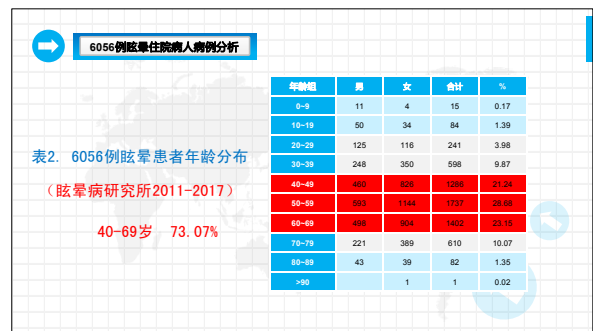 6056例眩晕住院病人病例分析
表2. 6056例眩晕患者年龄分布
（眩晕病研究所2011-2017）
40-69岁 73.07%
年龄组 男 女 合计 %
0~9 11 4 15 0.17
10~19 50 34 84 1.39
20~29 125 116 241 3.98
30~39 248 350 598 9.87
40~49 460 826 1286 21.24
50~59 593 1144 1737 28.68
60~69 498 904 1402 23.15
70~79 221 389 610 10.07
80~89 43 39 82 1.35
>90 1 1 0.02